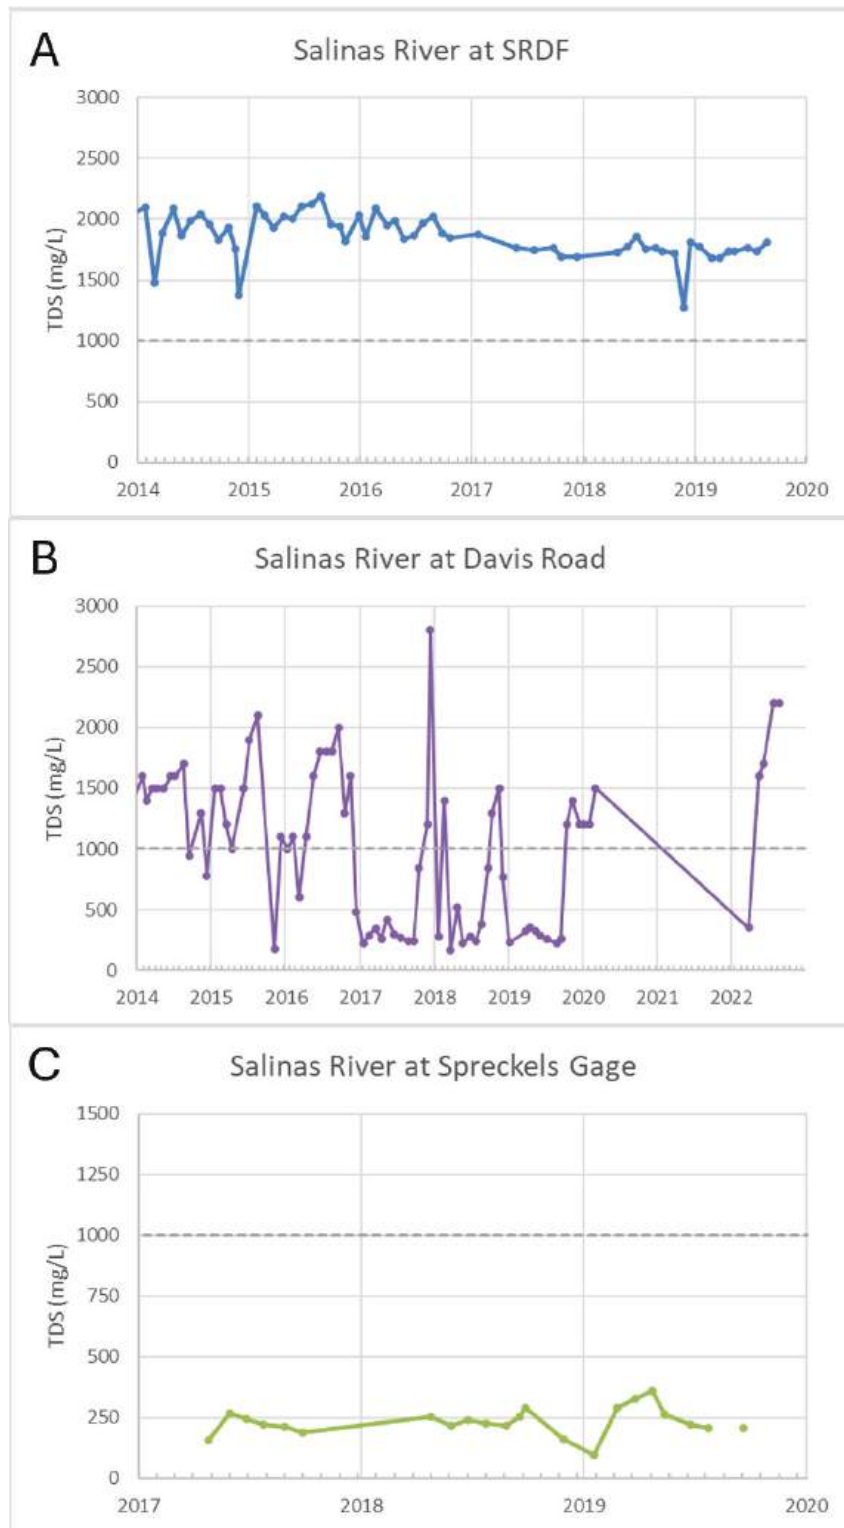 A
Salinas River at SRDF
3000
2500
2000
1500
1000
500
0
TDS (mg/L)
2014 2015 2016 2017 2018 2019 2020
B
Salinas River at Davis Road
3000
2500
2000
1500
1000
500
0
TDS (mg/L)
2014 2015 2016 2017 2018 2019 2020 2021 2022
C
Salinas River at Spreckels Gage
1500
1250
1000
750
500
250
0
TDS (mg/L)
2017 2018 2019 2020